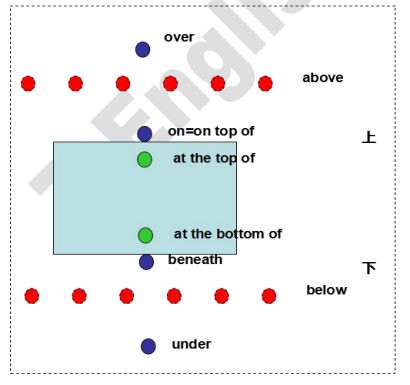 over
above
on=on top of
上
at the top of
at the bottom of
beneath
下
below
under